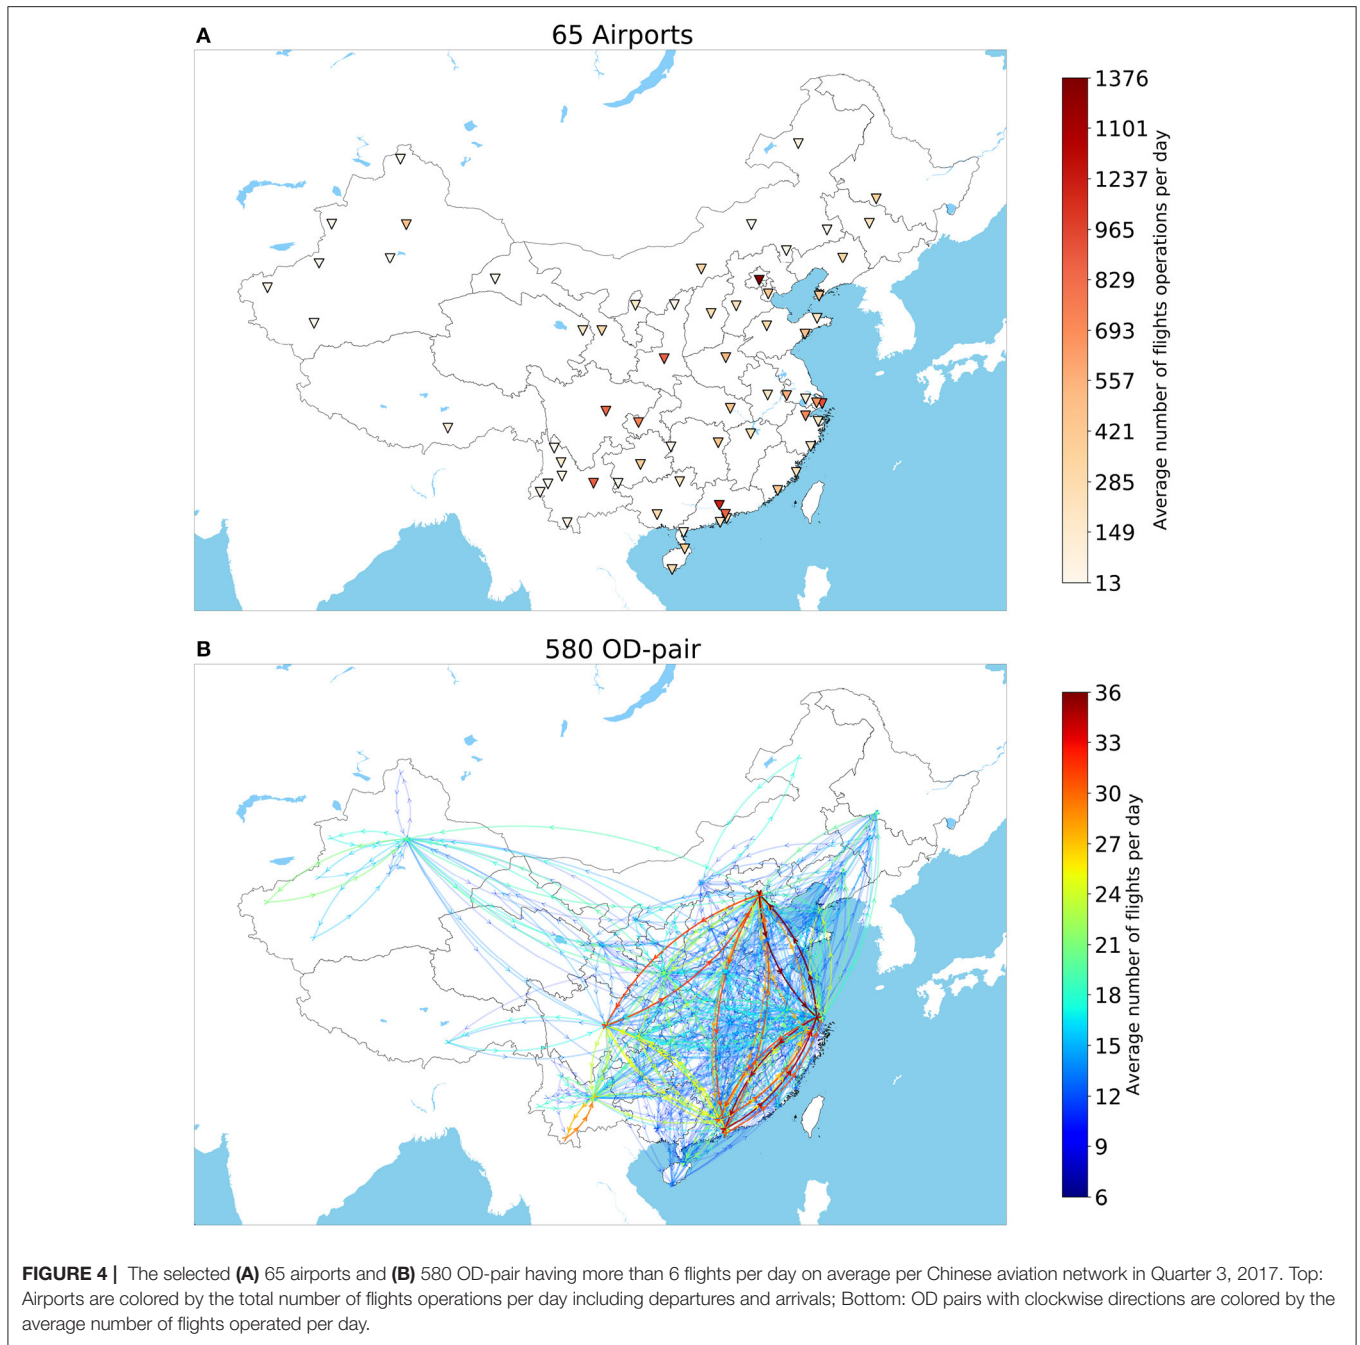 A
65 Airports
1376
1101
1237
965
829
693
557
421
285
149
13
Average number of flights operations per day
B
580 OD-pair
36
33
30
27
24
21
18
15
12
9
6
Average number of flights per day
FIGURE 4 | The selected (A) 65 airports and (B) 580 OD-pair having more than 6 flights per day on average per Chinese aviation network in Quarter 3, 2017. Top:
Airports are colored by the total number of flights operations per day including departures and arrivals; Bottom: OD pairs with clockwise directions are colored by the
average number of flights operated per day.